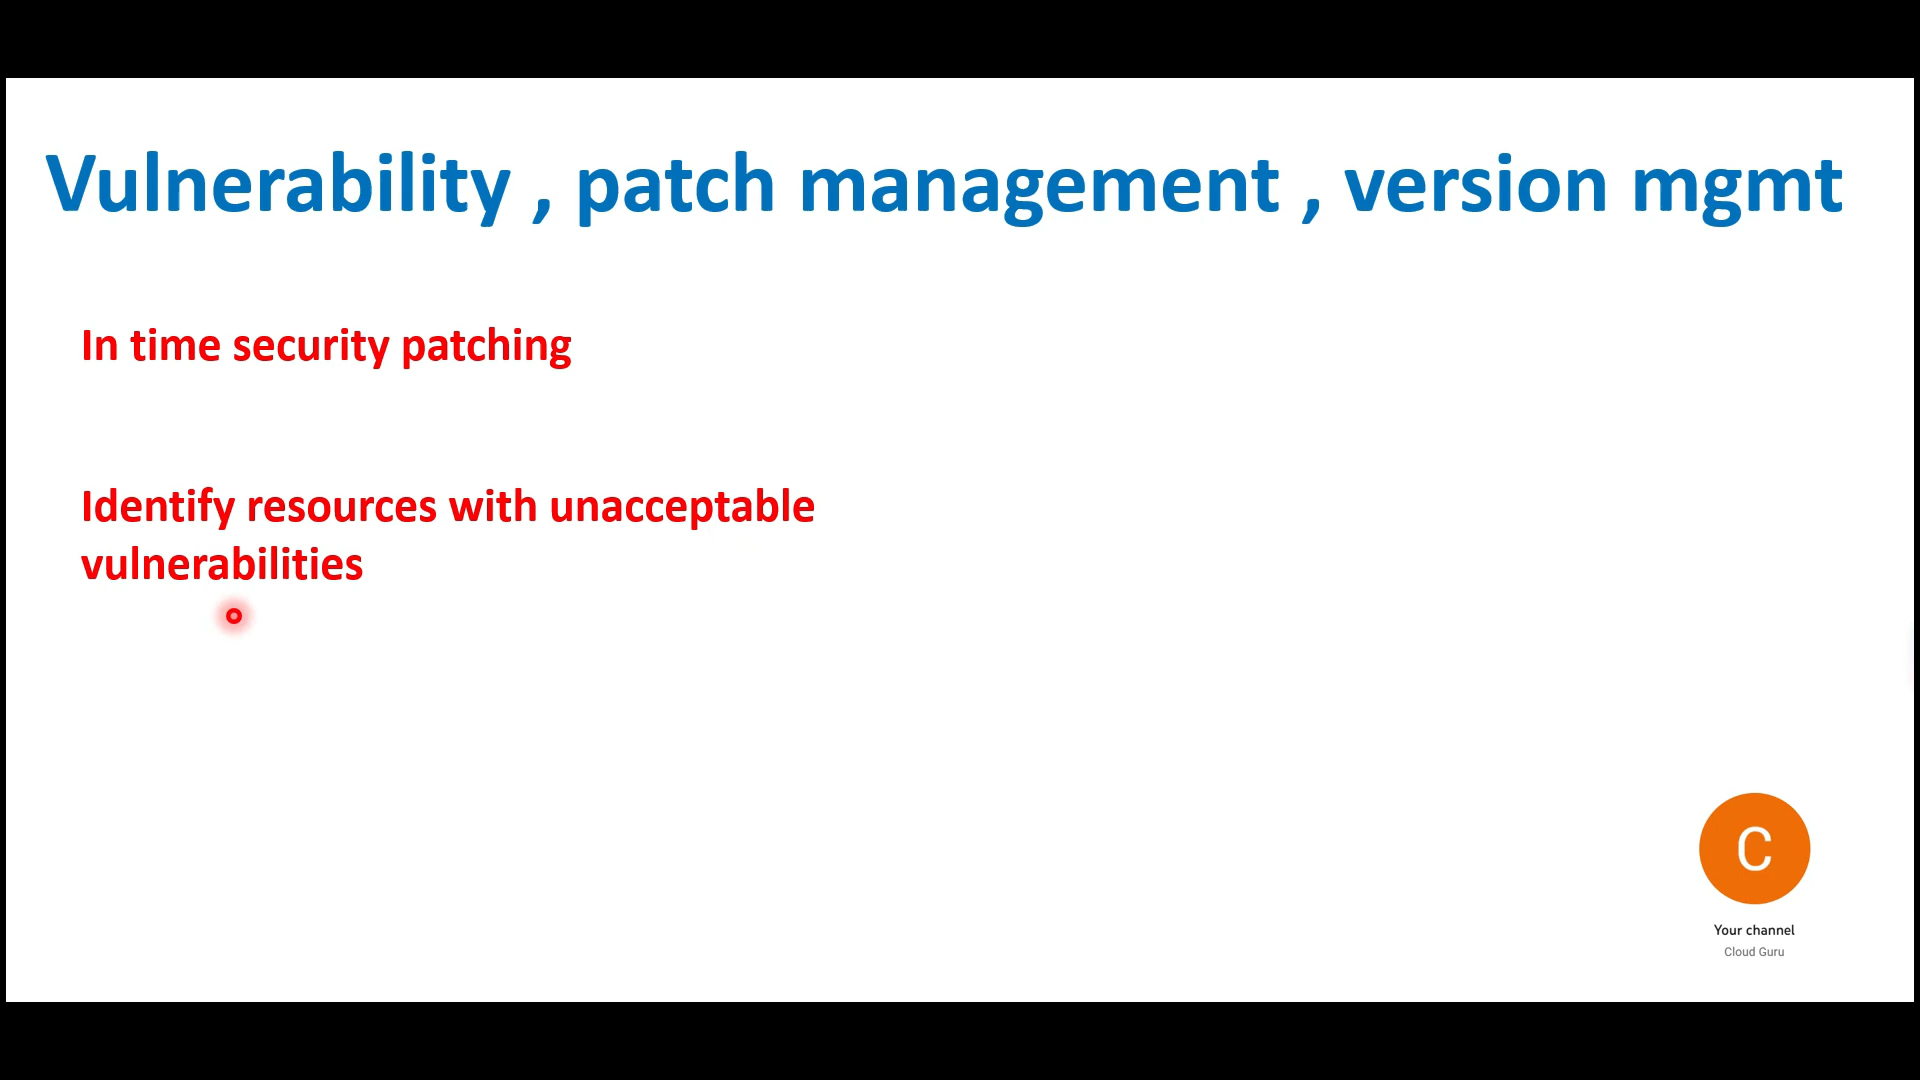 Vulnerability , patch management , version mgmt
In time security patching
Identify resources with unacceptable
vulnerabilities
C
Your channel
Cloud Guru